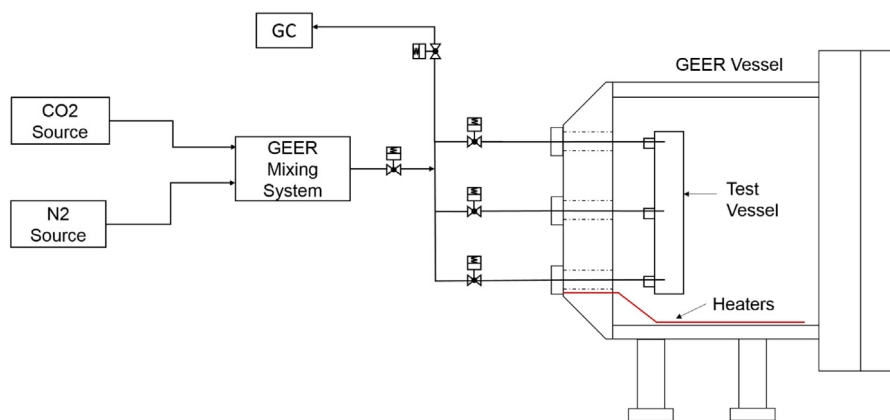 GC
GEER Vessel
CO2
Source
GEER
Mixing
System
N2
Source
Test
Vessel
Heaters